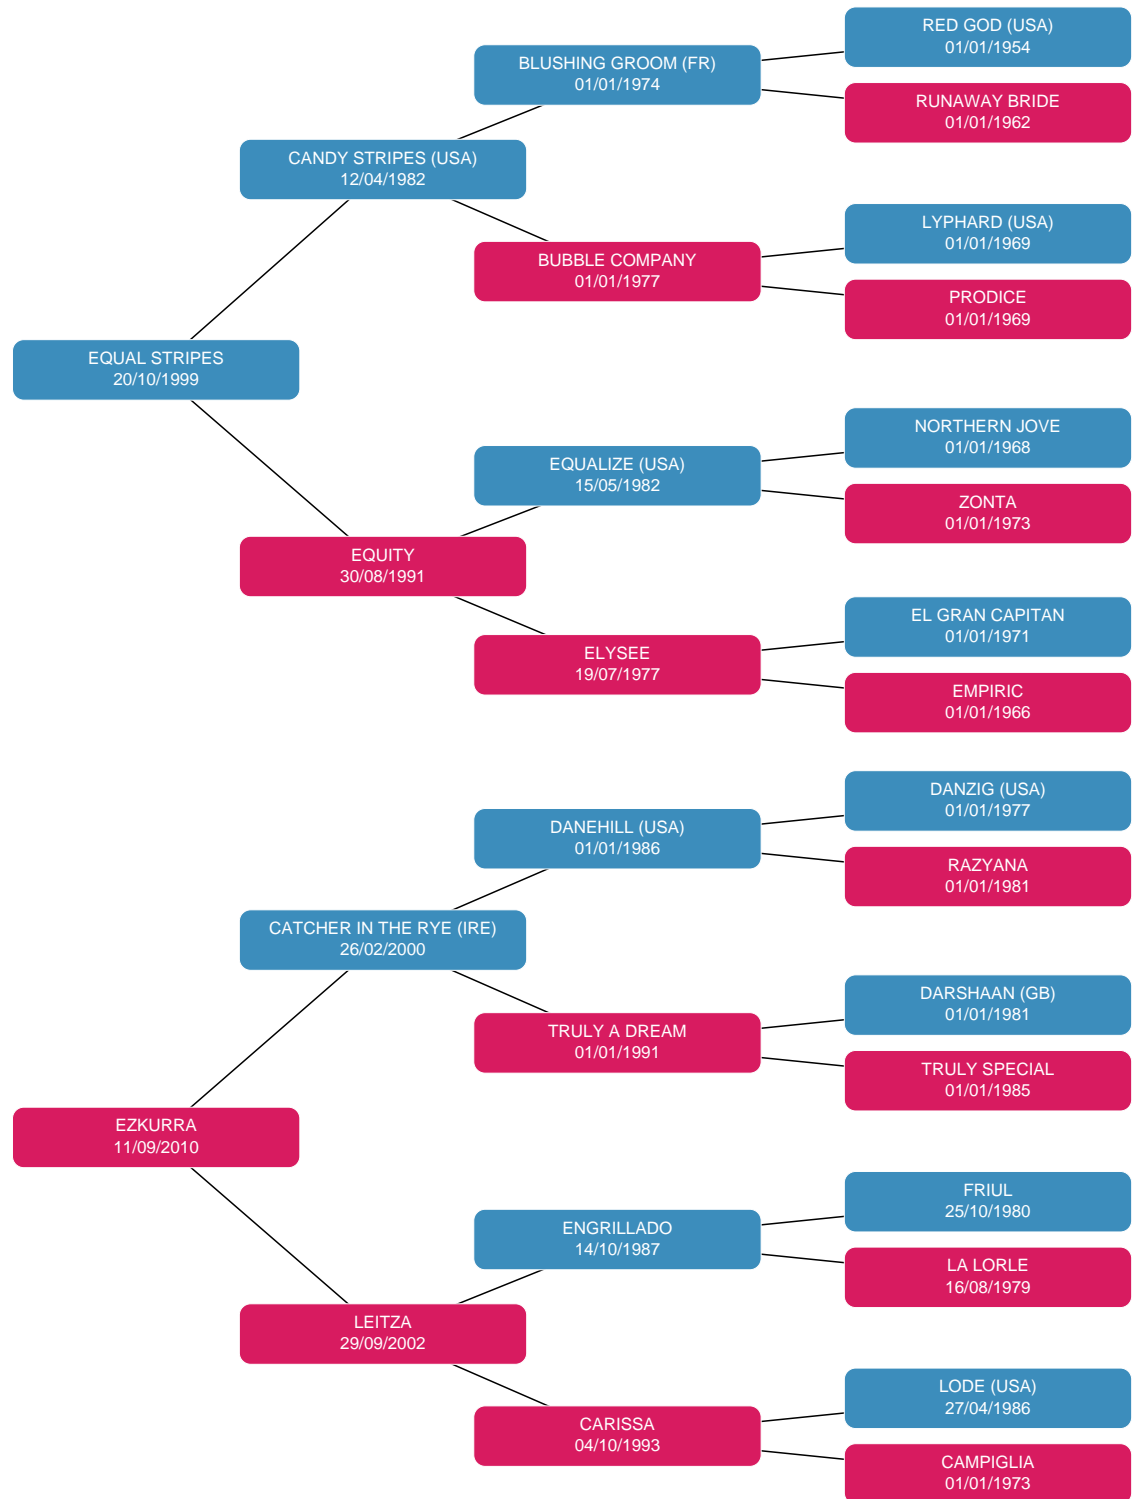 RED GOD (USA)
01/01/1954
BLUSHING GROOM (FR)
01/01/1974
RUNAWAY BRIDE
01/01/1962
CANDY STRIPES (USA)
12/04/1982
LYPHARD (USA)
01/01/1969
BUBBLE COMPANY
01/01/1977
PRODICE
01/01/1969
EQUAL STRIPES
20/10/1999
NORTHERN JOVE
01/01/1968
EQUALIZE (USA)
15/05/1982
ZONTA
01/01/1973
EQUITY
30/08/1991
EL GRAN CAPITAN
01/01/1971
ELYSEE
19/07/1977
EMPIRIC
01/01/1966
DANZIG (USA)
01/01/1977
DANEHILL (USA)
01/01/1986
RAZYANA
01/01/1981
CATCHER IN THE RYE (IRE)
26/02/2000
DARSHAAN (GB)
01/01/1981
TRULY A DREAM
01/01/1991
TRULY SPECIAL
01/01/1985
EZKURRA
11/09/2010
FRIUL
25/10/1980
ENGRILLADO
14/10/1987
LA LORLE
16/08/1979
LEITZA
29/09/2002
LODE (USA)
27/04/1986
CARISSA
04/10/1993
CAMPIGLIA
01/01/1973